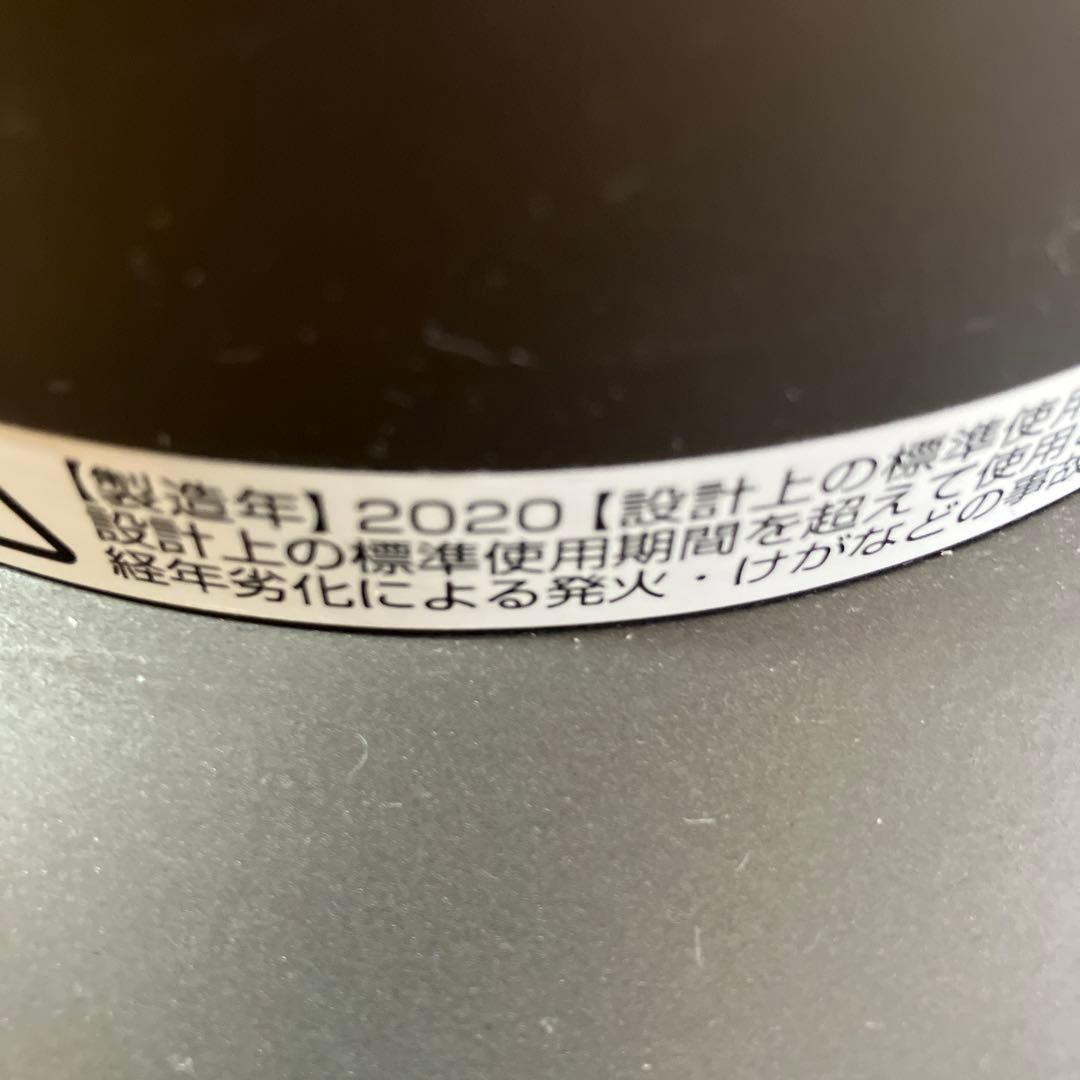 【製造年】2020【設計上の標準使用
設計上の標準使用期間を超えて使用
経年劣化による発火・けがなどの事故